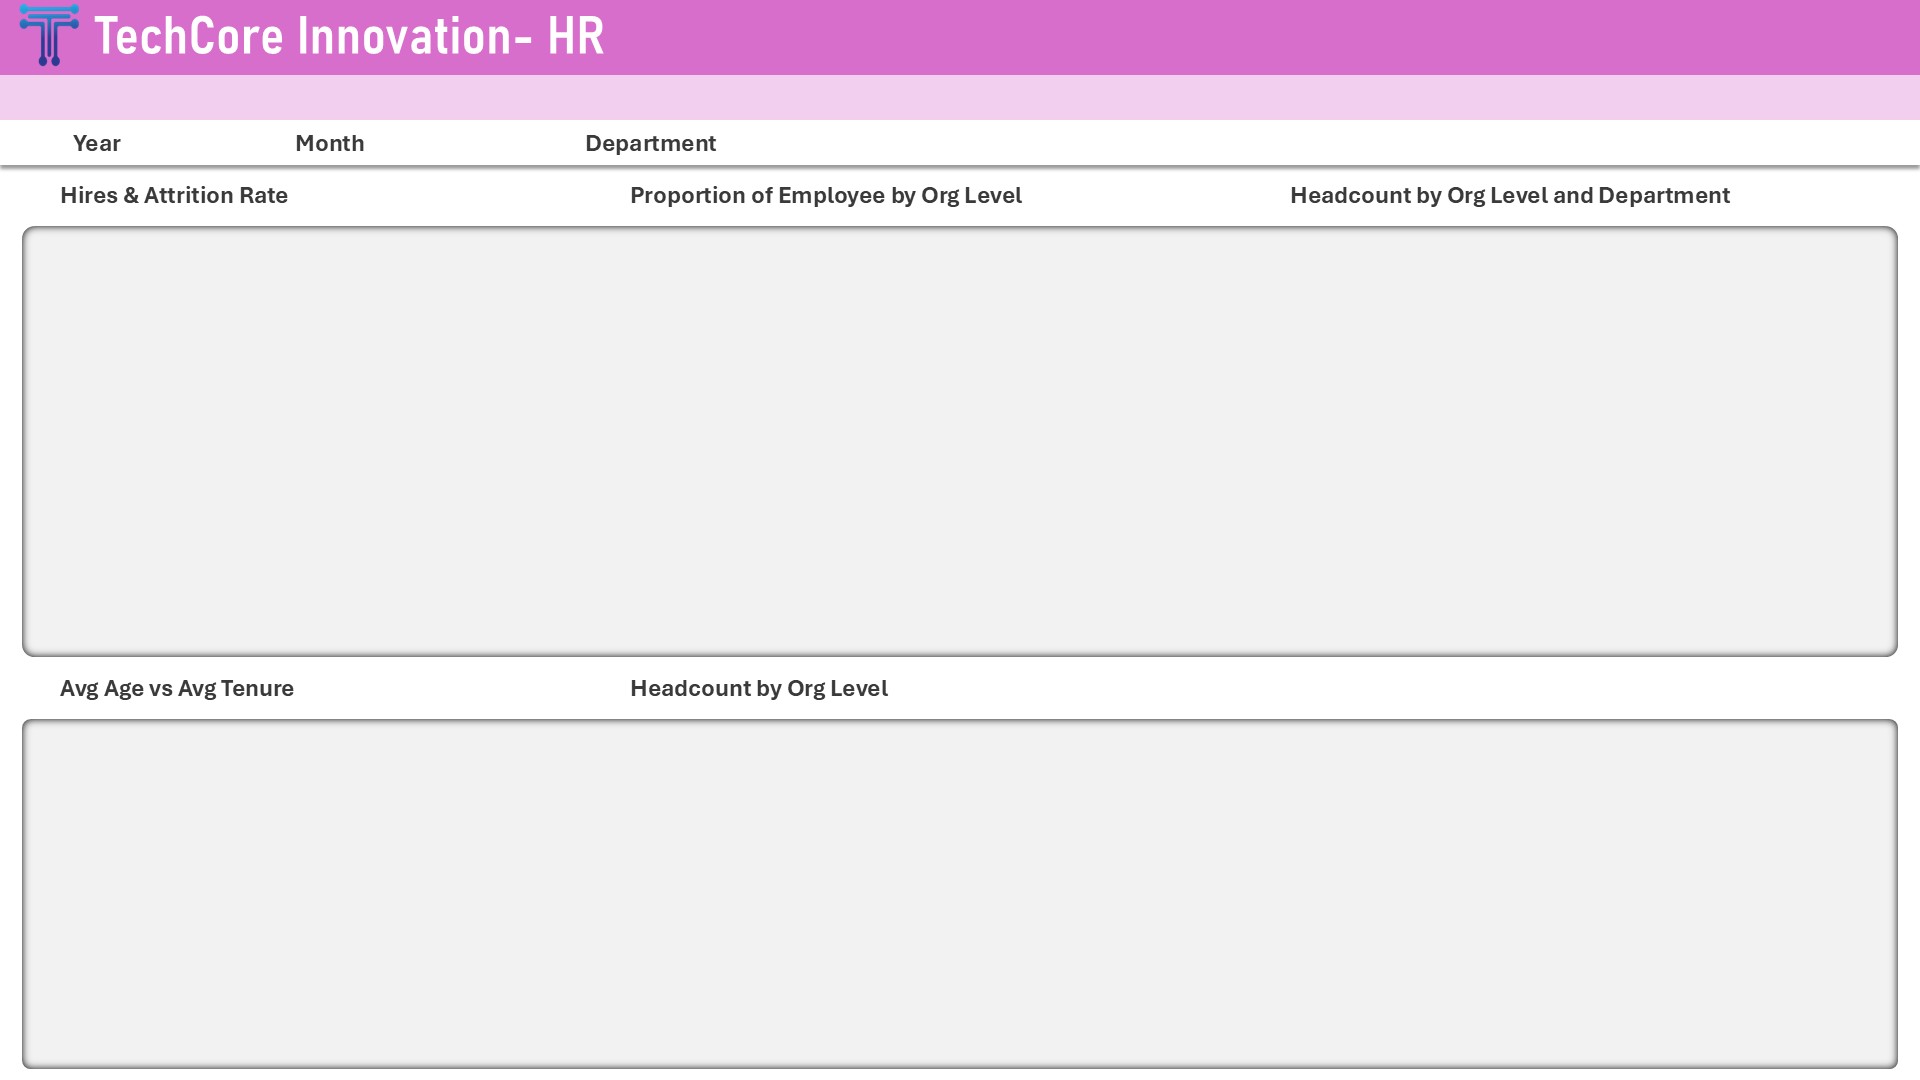 TechCore Innovation- HR
Year Month Department
Hires & Attrition Rate Proportion of Employee by Org Level Headcount by Org Level and Department
Avg Age vs Avg Tenure Headcount by Org Level